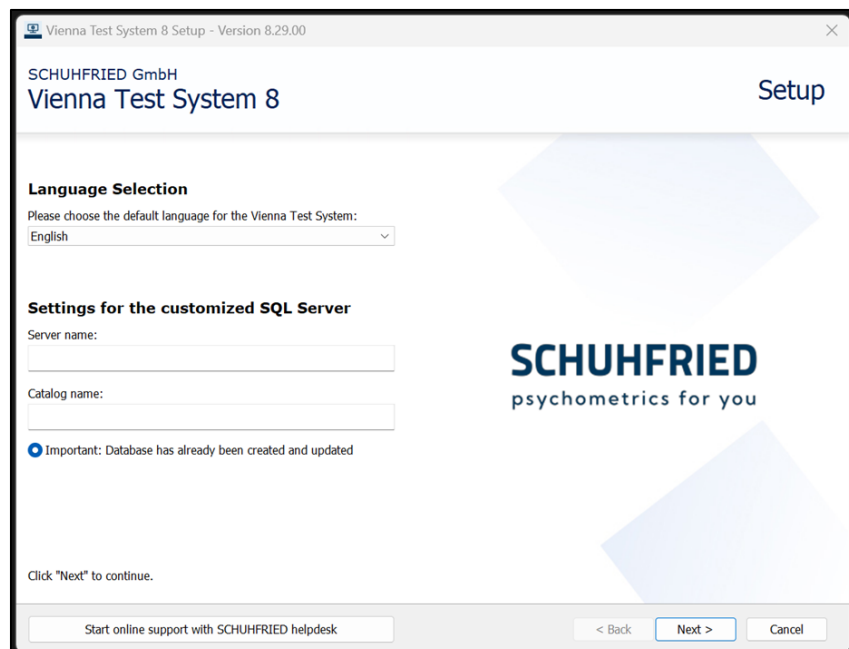 Vienna Test System 8 Setup - Version 8.29.00
SCHUHFRIED GmbH
Vienna Test System 8
Setup
Language Selection
Please choose the default language for the Vienna Test System:
English
Settings for the customized SQL Server
Server name:
Catalog name:
Important: Database has already been created and updated
SCHUHFRIED
psychometrics for you
Click "Next" to continue.
Start online support with SCHUHFRIED helpdesk
< Back
Next >
Cancel